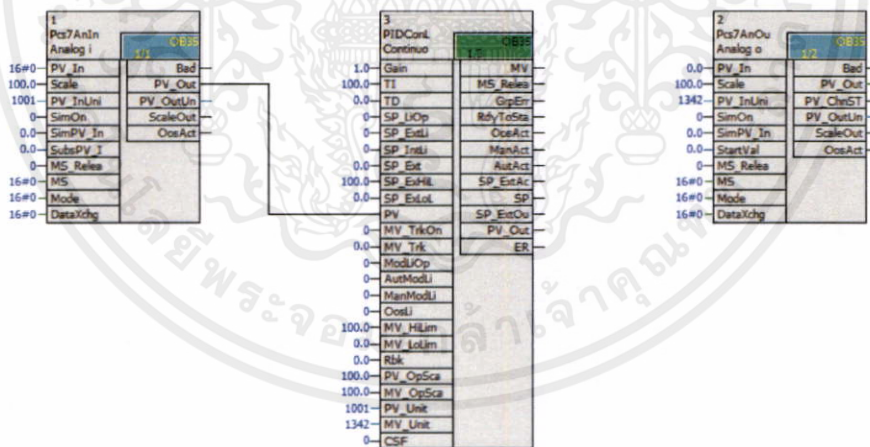 1
Pcs7AnIn
Analog i
OB35
1/1
16#0 PV_In Bad
100.0 Scale PV_Out
1001 PV_InUni PV_OutUn
0 SimOn ScaleOut
0.0 SimPV_In OosAct
0.0 SubsPV_I
0 MS_Relea
16#0 MS
16#0 Mode
16#0 DataXchg
3
PIDConL
Continuo
OB35
1.0 Gain MV
100.0 TI MS_Relea
0.0 TD GrpErr
0 SP_LiOp RdyToSta
0 SP_ExtLi OosAct
0 SP_IntLi ManAct
0.0 SP_Ext AutAct
100.0 SP_ExHiL SP_ExtAc
0.0 SP_ExLoL SP
PV SP_ExtOu
0 MV_TrkOn PV_Out
0.0 MV_Trk ER
0 ModLiOp
0 AutModLi
0 ManModLi
0 OosLi
100.0 MV_HiLim
0.0 MV_LoLim
0.0 Rbk
100.0 PV_OpSca
100.0 MV_OpSca
1001 PV_Unit
1342 MV_Unit
0 CSF
2
Pcs7AnOu
Analog o
OB35
1/2
0.0 PV_In Bad
100.0 Scale PV_Out
1342 PV_InUni PV_ChnST
0 SimOn PV_OutUn
0.0 SimPV_In ScaleOut
0.0 StartVal OosAct
0 MS_Relea
16#0 MS
16#0 Mode
16#0 DataXchg